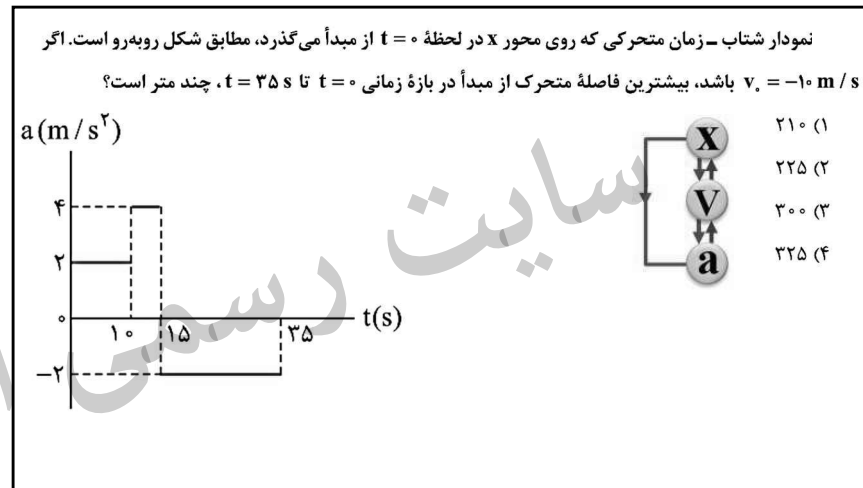 نمودار شتاب ــ زمان متحرکی که روی محور x در لحظهٔ t = ۰ از مبدأ می‌گذرد، مطابق شکل روبه‌رو است. اگر
v₀ = −۱۰ m / s باشد، بیشترین فاصلهٔ متحرک از مبدأ در بازهٔ زمانی t = ۰ تا t = ۳۵ s، چند متر است؟
۱) ۲۱۰
۲) ۲۲۵
۳) ۳۰۰
۴) ۳۲۵
x
V
a
a(m/s²)
۴
۲
۰
۱۰ ۱۵ ۳۵ t(s)
−۲
سایت رسمی